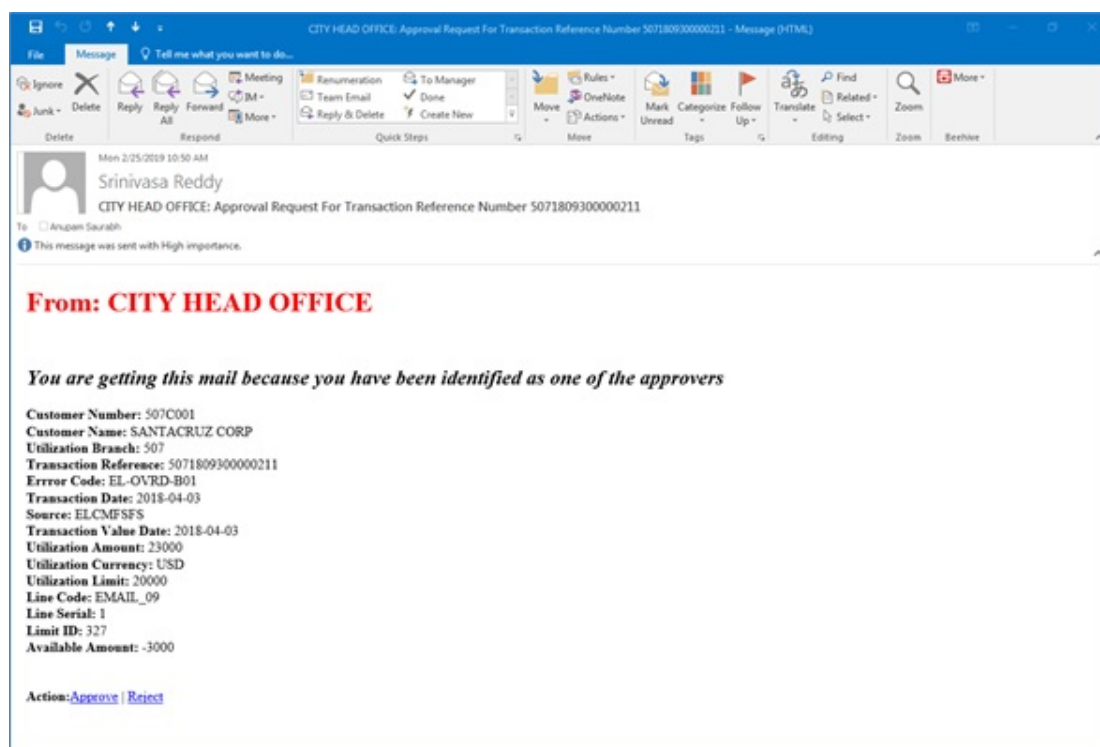 CITY HEAD OFFICE: Approval Request For Transaction Reference Number 5071809300000211 - Message (HTML)
File Message Tell me what you want to do...
Ignore
Junk
Delete
Reply
Reply All
Forward
Meeting
IM
More
Renumeration
Team Email
Reply & Delete
To Manager
Done
Create New
Move
Rules
OneNote
Actions
Mark Unread
Categorize
Follow Up
Translate
Find
Related
Select
Zoom
More
Delete Respond Quick Steps Move Tags Editing Zoom Beehive
Mon 2/25/2019 10:50 AM
Srinivasa Reddy
CITY HEAD OFFICE: Approval Request For Transaction Reference Number 5071809300000211
To Anupam Saurabh
This message was sent with High importance.
From: CITY HEAD OFFICE
You are getting this mail because you have been identified as one of the approvers
Customer Number: 507C001
Customer Name: SANTACRUZ CORP
Utilization Branch: 507
Transaction Reference: 5071809300000211
Errror Code: EL-OVRD-B01
Transaction Date: 2018-04-03
Source: ELCMFSFS
Transaction Value Date: 2018-04-03
Utilization Amount: 23000
Utilization Currency: USD
Utilization Limit: 20000
Line Code: EMAIL_09
Line Serial: 1
Limit ID: 327
Available Amount: -3000
Action:Approve | Reject